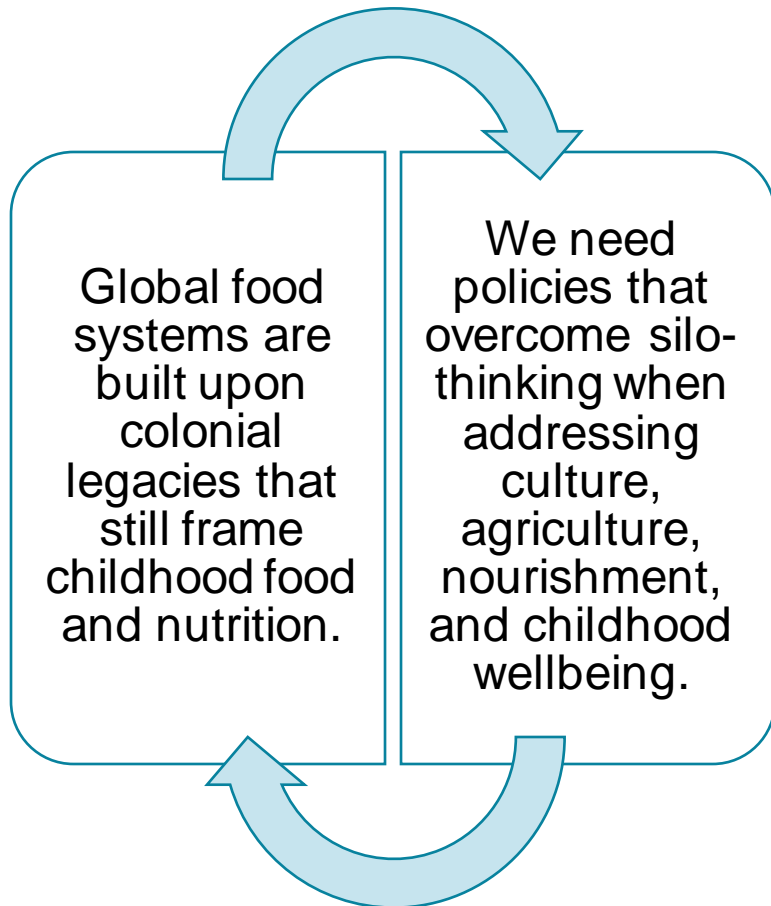 Global food
systems are
built upon
colonial
legacies that
still frame
childhood food
and nutrition.
We need
policies that
overcome silo-
thinking when
addressing
culture,
agriculture,
nourishment,
and childhood
wellbeing.